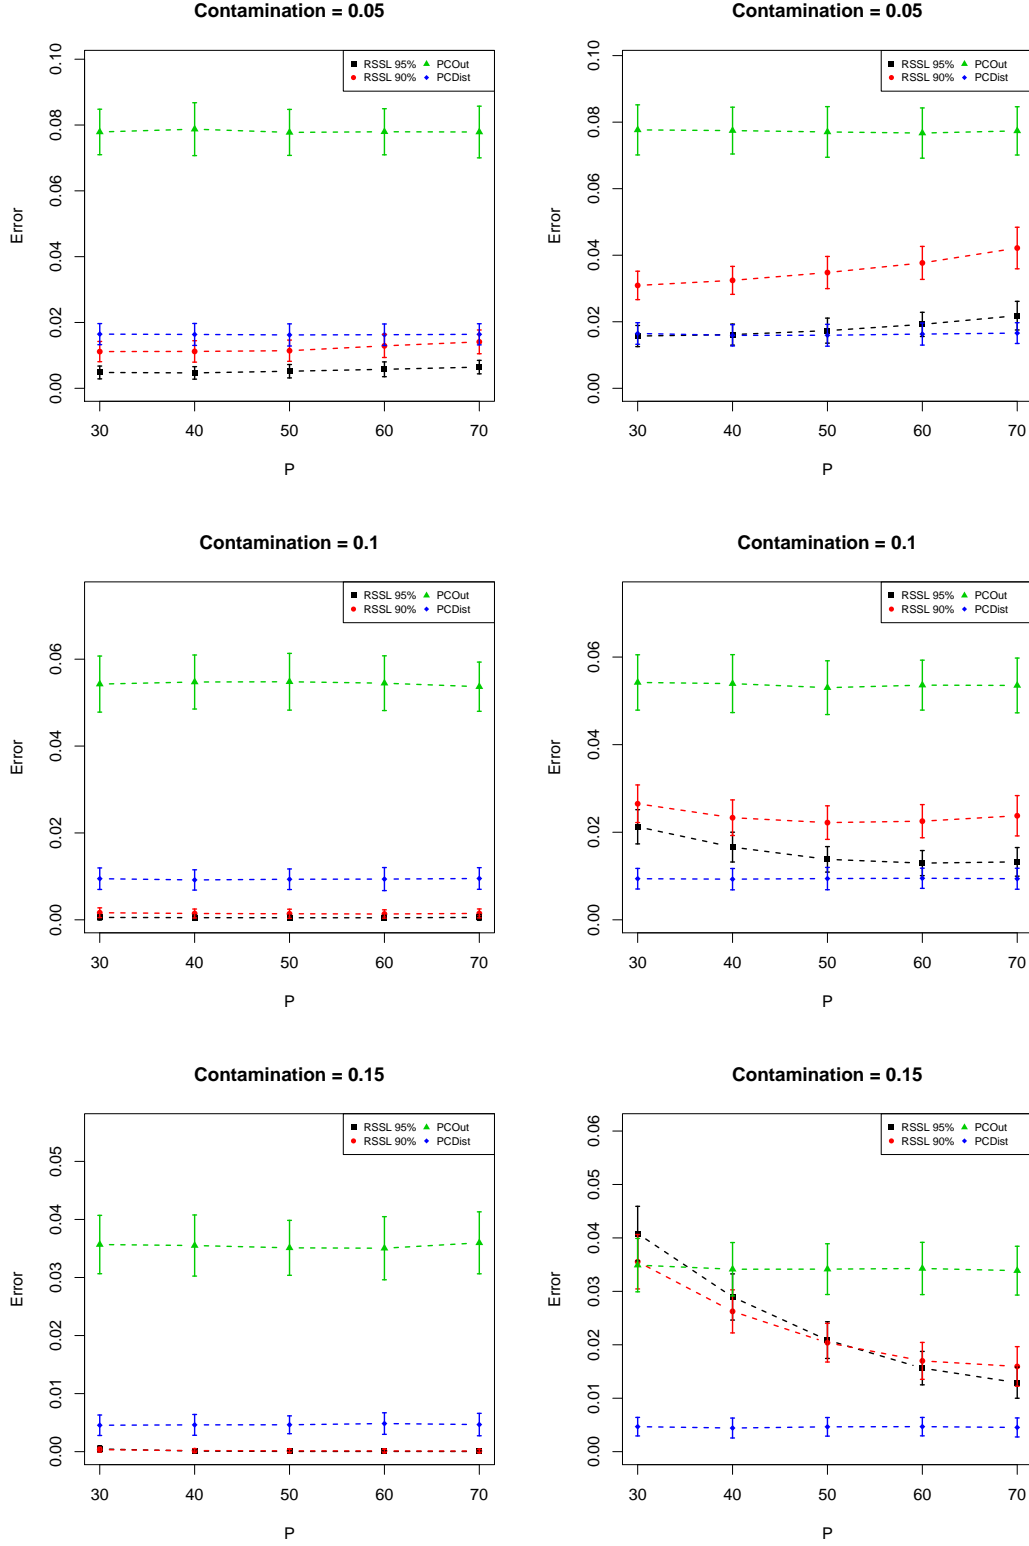 Contamination = 0.05
Error
0.00 0.02 0.04 0.06 0.08 0.10
RSSL 95% PCOut
RSSL 90% PCDist
30 40 50 60 70
P
Contamination = 0.05
Error
0.00 0.02 0.04 0.06 0.08 0.10
RSSL 95% PCOut
RSSL 90% PCDist
30 40 50 60 70
P
Contamination = 0.1
Error
0.00 0.02 0.04 0.06
RSSL 95% PCOut
RSSL 90% PCDist
30 40 50 60 70
P
Contamination = 0.1
Error
0.00 0.02 0.04 0.06
RSSL 95% PCOut
RSSL 90% PCDist
30 40 50 60 70
P
Contamination = 0.15
Error
0.00 0.01 0.02 0.03 0.04 0.05
RSSL 95% PCOut
RSSL 90% PCDist
30 40 50 60 70
P
Contamination = 0.15
Error
0.00 0.01 0.02 0.03 0.04 0.05 0.06
RSSL 95% PCOut
RSSL 90% PCDist
30 40 50 60 70
P